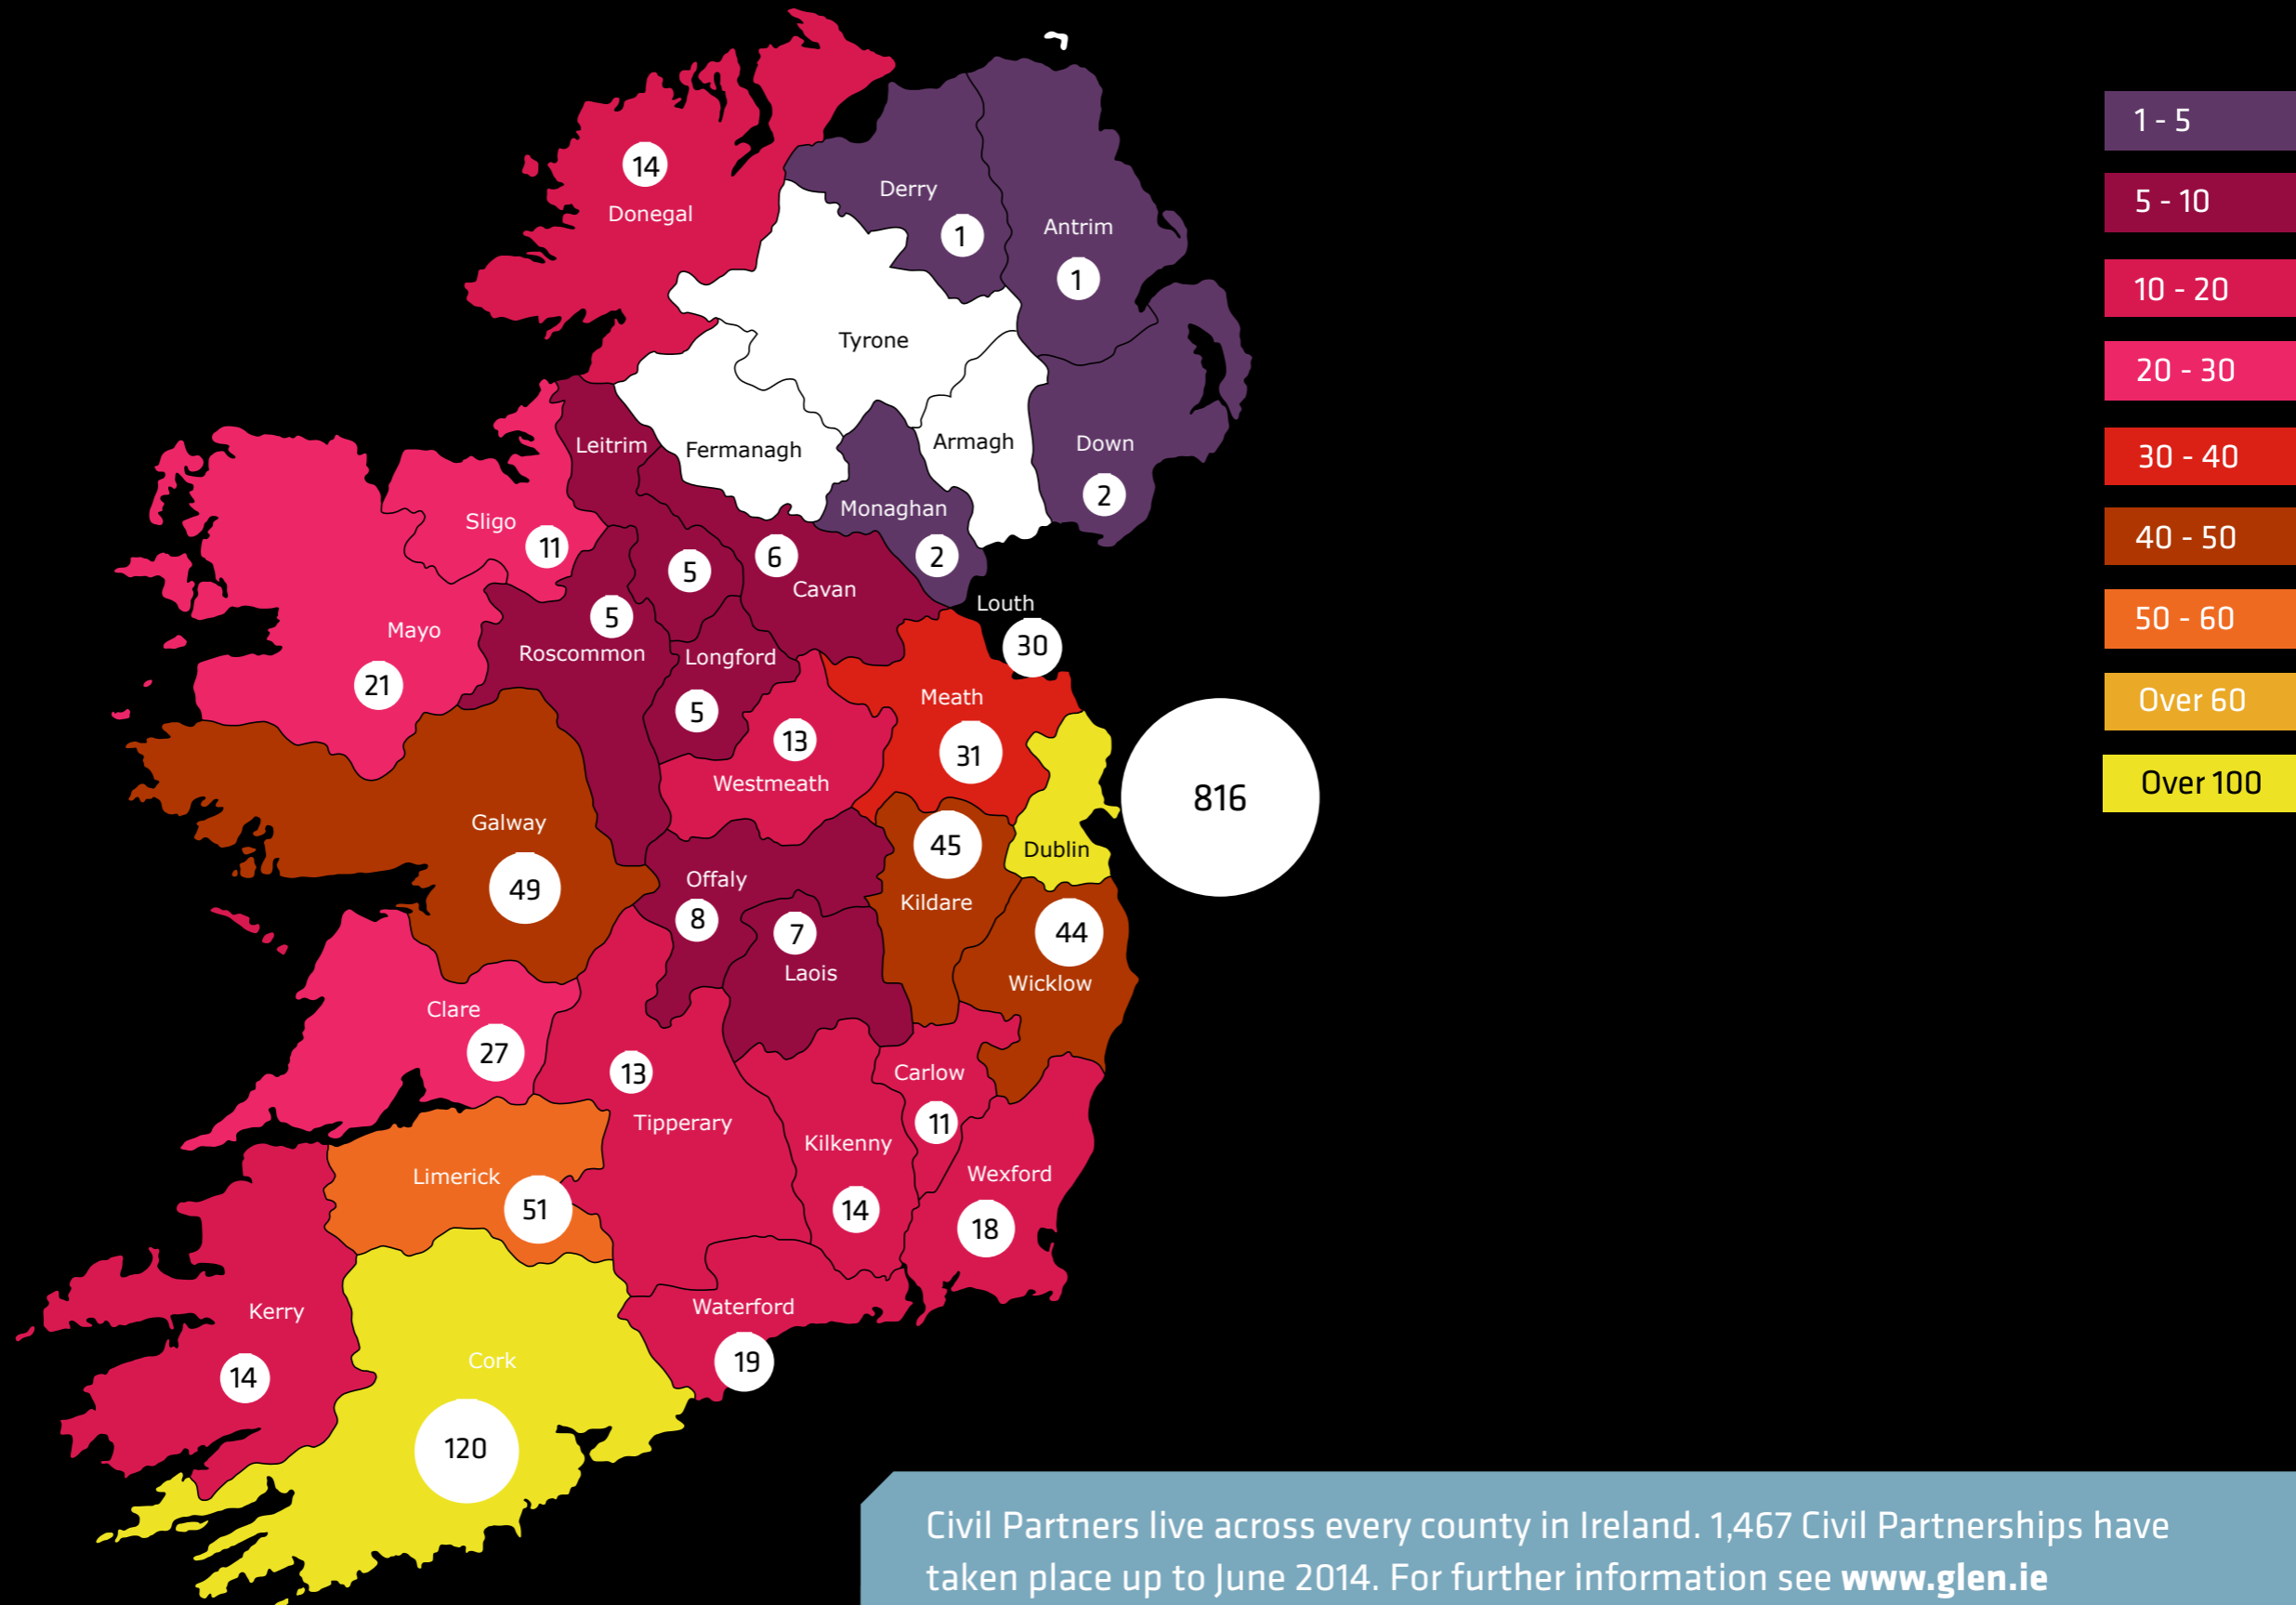 14
Donegal
Derry
1
Antrim
1
Tyrone
Leitrim
Fermanagh
Armagh
Down
2
Monaghan
2
Sligo
11
5
6
Cavan
Louth
30
5
Roscommon
Mayo
21
Longford
5
Meath
31
13
Westmeath
816
Galway
49
45
Kildare
Dublin
Offaly
8
7
Laois
44
Wicklow
Clare
27
13
Tipperary
Carlow
11
Kilkenny
14
Wexford
18
Limerick
51
Kerry
14
Waterford
19
Cork
120
1 - 5
5 - 10
10 - 20
20 - 30
30 - 40
40 - 50
50 - 60
Over 60
Over 100
Civil Partners live across every county in Ireland. 1,467 Civil Partnerships have
taken place up to June 2014. For further information see www.glen.ie